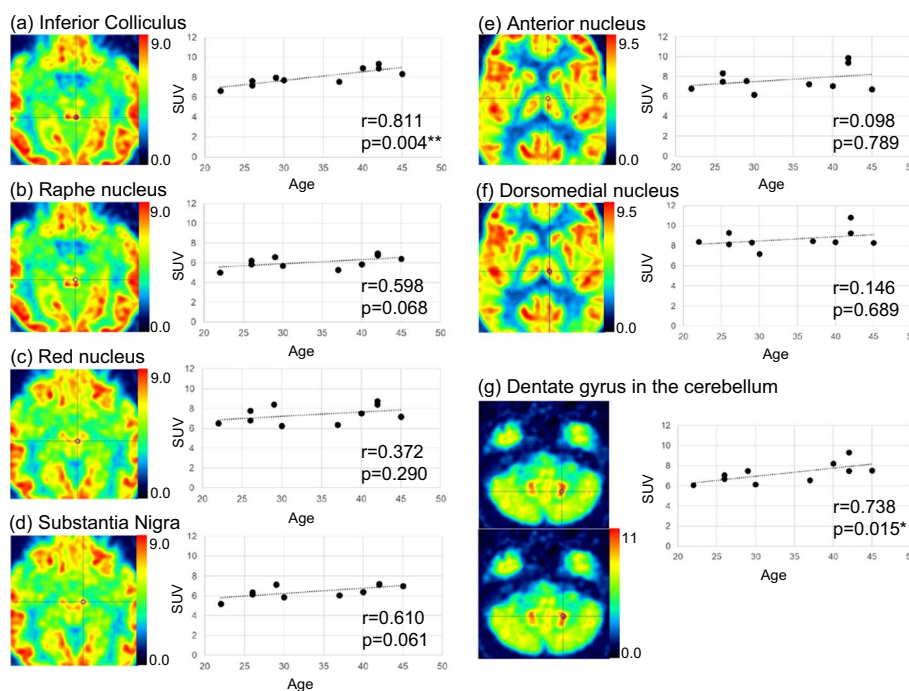 (a) Inferior Colliculus
9.0
0.0
SUV
12
10
8
6
4
2
0
20 25 30 35 40 45 50
Age
r=0.811
p=0.004**
(b) Raphe nucleus
9.0
0.0
SUV
12
10
8
6
4
2
0
20 25 30 35 40 45 50
Age
r=0.598
p=0.068
(c) Red nucleus
9.0
0.0
SUV
12
10
8
6
4
2
0
20 25 30 35 40 45 50
Age
r=0.372
p=0.290
(d) Substantia Nigra
9.0
0.0
SUV
12
10
8
6
4
2
0
20 25 30 35 40 45 50
Age
r=0.610
p=0.061
(e) Anterior nucleus
9.5
0.0
SUV
12
10
8
6
4
2
0
20 25 30 35 40 45 50
Age
r=0.098
p=0.789
(f) Dorsomedial nucleus
9.5
0.0
SUV
12
10
8
6
4
2
0
20 25 30 35 40 45 50
Age
r=0.146
p=0.689
(g) Dentate gyrus in the cerebellum
11
0.0
SUV
12
10
8
6
4
2
0
20 25 30 35 40 45 50
Age
r=0.738
p=0.015*